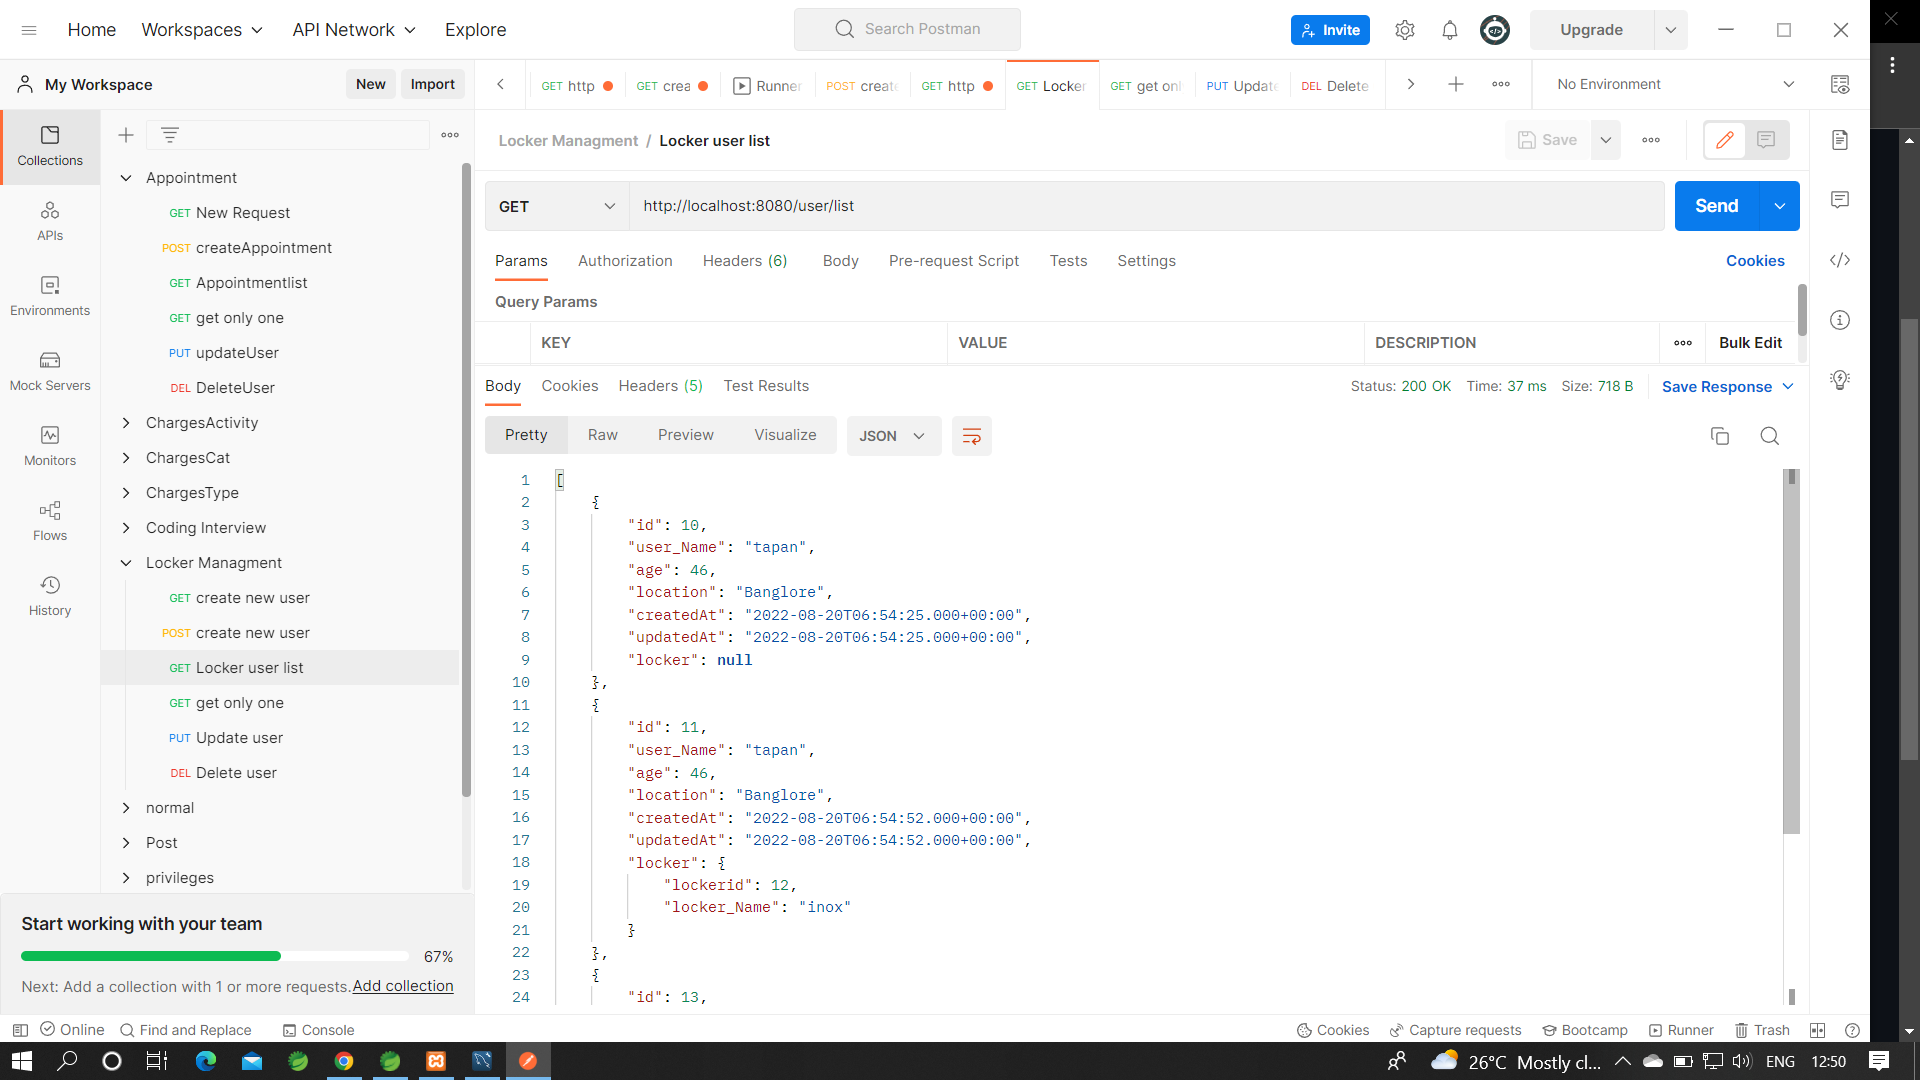 Home Workspaces API Network Explore Search Postman Invite Upgrade
My Workspace New Import GET http GET crea Runner POST create GET http GET Locker GET get onl PUT Update DEL Delete No Environment
Collections
APIs
Environments
Mock Servers
Monitors
Flows
History
Appointment
GET New Request
POST createAppointment
GET Appointmentlist
GET get only one
PUT updateUser
DEL DeleteUser
ChargesActivity
ChargesCat
ChargesType
Coding Interview
Locker Managment
GET create new user
POST create new user
GET Locker user list
GET get only one
PUT Update user
DEL Delete user
normal
Post
privileges
Start working with your team
67%
Next: Add a collection with 1 or more requests. Add collection
Locker Managment / Locker user list Save
GET http://localhost:8080/user/list Send
Params Authorization Headers (6) Body Pre-request Script Tests Settings Cookies
Query Params
KEY VALUE DESCRIPTION Bulk Edit
Body Cookies Headers (5) Test Results Status: 200 OK Time: 37 ms Size: 718 B Save Response
Pretty Raw Preview Visualize JSON
1 [
2 {
3 "id": 10,
4 "user_Name": "tapan",
5 "age": 46,
6 "location": "Banglore",
7 "createdAt": "2022-08-20T06:54:25.000+00:00",
8 "updatedAt": "2022-08-20T06:54:25.000+00:00",
9 "locker": null
10 },
11 {
12 "id": 11,
13 "user_Name": "tapan",
14 "age": 46,
15 "location": "Banglore",
16 "createdAt": "2022-08-20T06:54:52.000+00:00",
17 "updatedAt": "2022-08-20T06:54:52.000+00:00",
18 "locker": {
19 "lockerid": 12,
20 "locker_Name": "inox"
21 }
22 },
23 {
24 "id": 13,
Online Find and Replace Console Cookies Capture requests Bootcamp Runner Trash
26°C Mostly cl... ENG 12:50